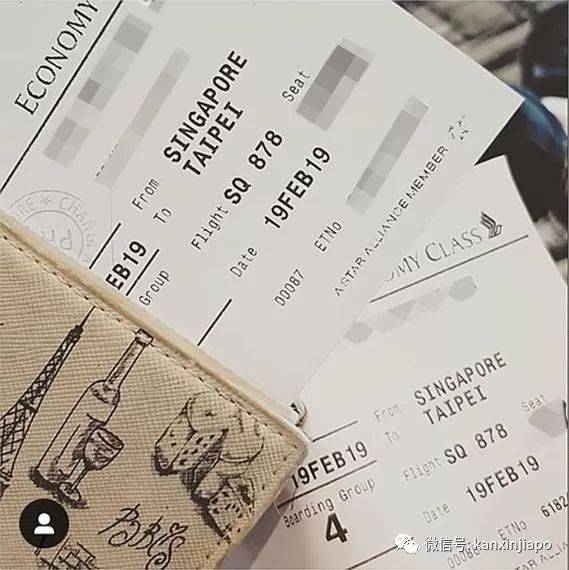 ECONOMY
SINGAPORE
TAIPEI
From
To
Seat
Flight SQ 878
Date 19FEB19
EB19
Group
00087 ETNo
A STAR ALLIANCE MEMBER
CHANG
OMY CLASS
From SINGAPORE
To TAIPEI
Seat
19FEB19
Flight SQ 878
Boarding Group
4
Date 19FEB19
ETNo 6182
PARIS
微信号: kanxinjiapo